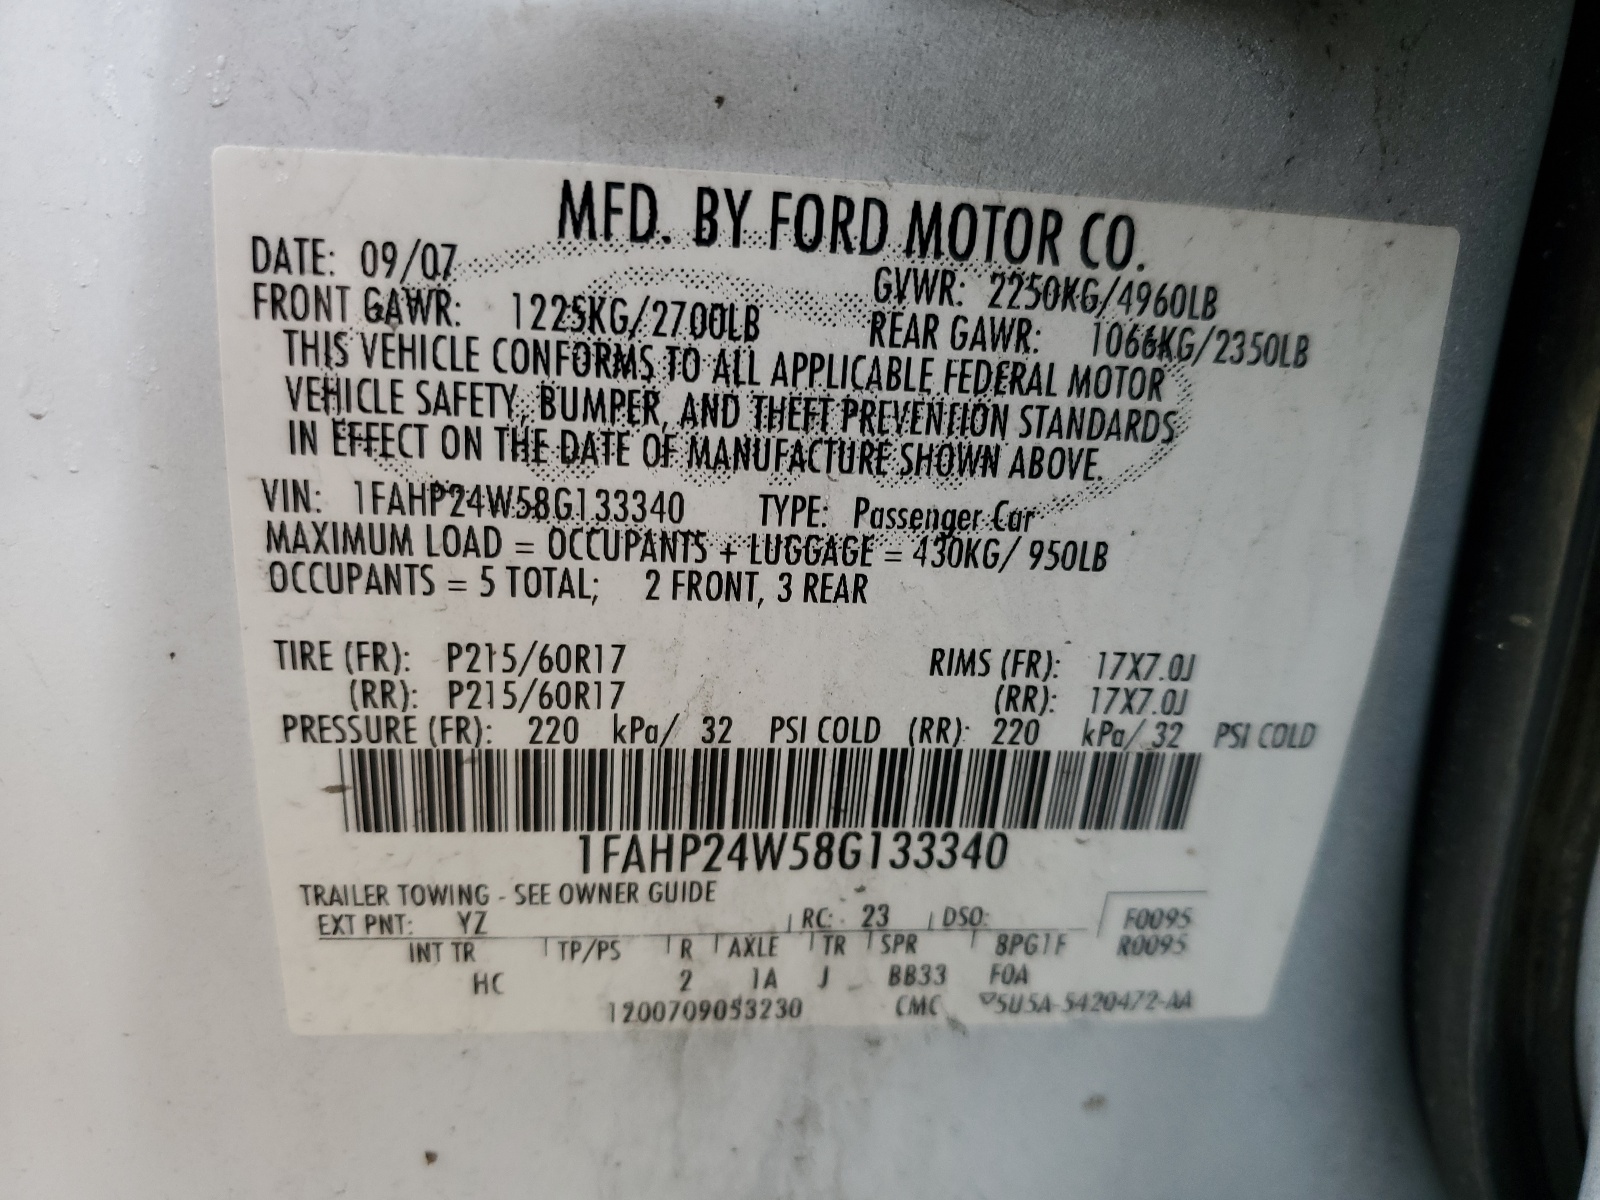 MFD. BY FORD MOTOR CO.
DATE: 09/07 GVWR: 2250KG/4960LB
FRONT GAWR: 1225KG/2700LB REAR GAWR: 1066KG/2350LB
THIS VEHICLE CONFORMS TO ALL APPLICABLE FEDERAL MOTOR
VEHICLE SAFETY, BUMPER, AND THEFT PREVENTION STANDARDS
IN EFFECT ON THE DATE OF MANUFACTURE SHOWN ABOVE.
VIN: 1FAHP24W58G133340 TYPE: Passenger Car
MAXIMUM LOAD = OCCUPANTS + LUGGAGE = 430KG/ 950LB
OCCUPANTS = 5 TOTAL; 2 FRONT, 3 REAR
TIRE (FR): P215/60R17 RIMS (FR): 17X7.0J
(RR): P215/60R17 (RR): 17X7.0J
PRESSURE (FR): 220 kPa/ 32 PSI COLD (RR): 220 kPa/ 32 PSI COLD
1FAHP24W58G133340
TRAILER TOWING - SEE OWNER GUIDE
EXT PNT: YZ RC: 23 DSO: F0095
INT TR TP/PS R AXLE TR SPR 8PG1F R0095
HC 2 1A J BB33 F0A
1200709053230 CMC 5U5A-5420472-AA